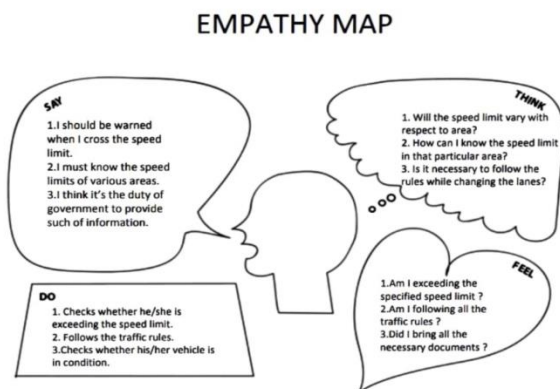 EMPATHY MAP
SAY
1.I should be warned
when I cross the speed
limit.
2.I must know the speed
limits of various areas.
3.I think it's the duty of
government to provide
such of information.
THINK
1. Will the speed limit vary with
respect to area?
2. How can I know the speed limit
in that particular area?
3. Is it necessary to follow the
rules while changing the lanes?
DO
1. Checks whether he/she is
exceeding the speed limit.
2. Follows the traffic rules.
3.Checks whether his/her vehicle is
in condition.
FEEL
1.Am I exceeding the
specified speed limit ?
2.Am I following all the
traffic rules ?
3.Did I bring all the
necessary documents ?